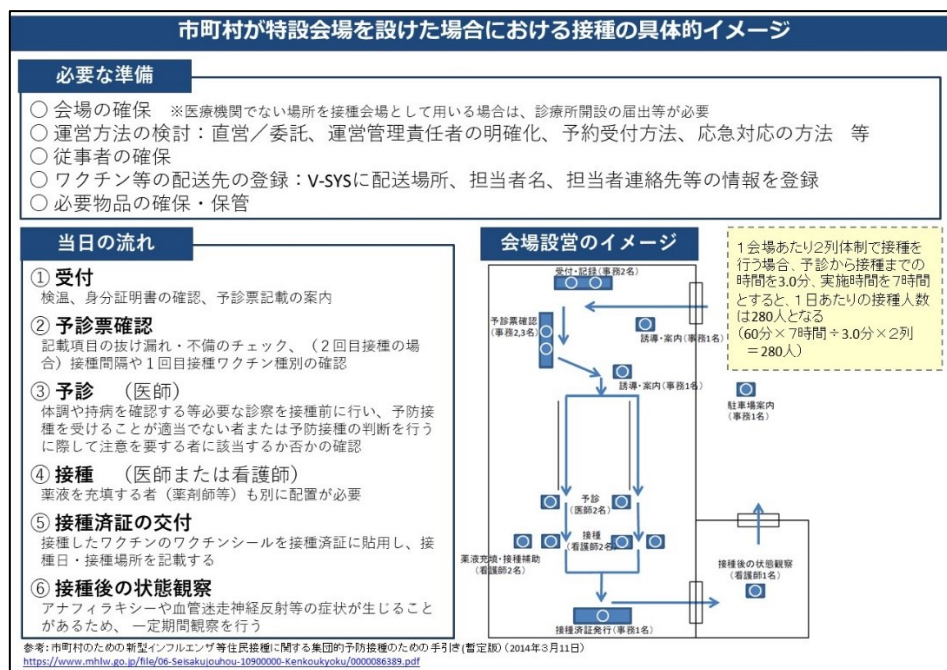 市町村が特設会場を設けた場合における接種の具体的イメージ
必要な準備
○ 会場の確保 ※医療機関でない場所を接種会場として用いる場合は、診療所開設の届出等が必要
○ 運営方法の検討：直営／委託、運営管理責任者の明確化、予約受付方法、応急対応の方法 等
○ 従事者の確保
○ ワクチン等の配送先の登録：V-SYSに配送場所、担当者名、担当者連絡先等の情報を登録
○ 必要物品の確保・保管
当日の流れ
① 受付
検温、身分証明書の確認、予診票記載の案内
② 予診票確認
記載項目の抜け漏れ・不備のチェック、（２回目接種の場
合）接種間隔や１回目接種ワクチン種別の確認
③ 予診 （医師）
体調や持病を確認する等必要な診察を接種前に行い、予防接
種を受けることが適当でない者または予防接種の判断を行う
に際して注意を要する者に該当するか否かの確認
④ 接種 （医師または看護師）
薬液を充填する者（薬剤師等）も別に配置が必要
⑤ 接種済証の交付
接種したワクチンのワクチンシールを接種済証に貼用し、接
種日・接種場所を記載する
⑥ 接種後の状態観察
アナフィラキシーや血管迷走神経反射等の症状が生じること
があるため、 一定期間観察を行う
会場設営のイメージ
受付・記録（事務2名）
予診票確認
（事務2,3名）
誘導・案内（事務1名）
誘導・案内（事務1名）
駐車場案内
（事務1名）
予診
（医師2名）
接種
（看護師2名）
薬液充填・接種補助
（看護師2名）
接種後の状態観察
（看護師1名）
接種済証発行（事務1名）
１会場あたり２列体制で接種を
行う場合、予診から接種までの
時間を3.0分、実施時間を７時間
とすると、１日あたりの接種人数
は280人となる
（60分×７時間÷3.0分×２列
＝280人）
参考：市町村のための新型インフルエンザ等住民接種に関する集団的予防接種のための手引き（暫定版）（2014年３月11日）
https://www.mhlw.go.jp/file/06-Seisakujouhou-10900000-Kenkoukyoku/0000086389.pdf